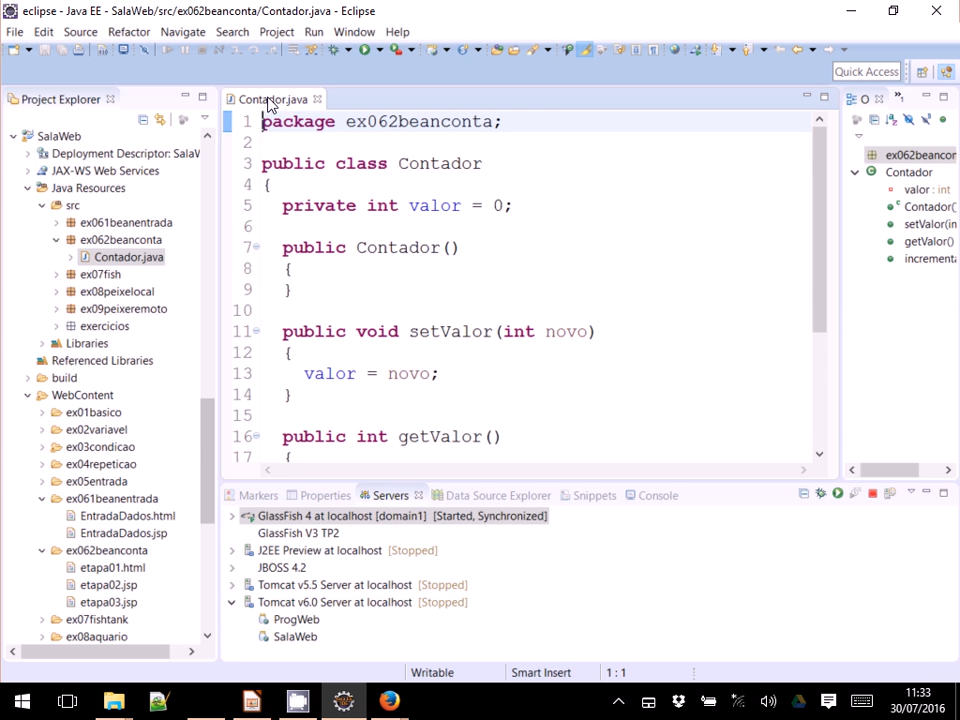 eclipse - Java EE - SalaWeb/src/ex062beanconta/Contador.java - Eclipse
File Edit Source Refactor Navigate Search Project Run Window Help
Quick Access
Project Explorer
SalaWeb
Deployment Descriptor: SalaW
JAX-WS Web Services
Java Resources
src
ex061beanentrada
ex062beanconta
Contador.java
ex07fish
ex08peixelocal
ex09peixeremoto
exercicios
Libraries
Referenced Libraries
build
WebContent
ex01basico
ex02variavel
ex03condicao
ex04repeticao
ex05entrada
ex061beanentrada
EntradaDados.html
EntradaDados.jsp
ex062beanconta
etapa01.html
etapa02.jsp
etapa03.jsp
ex07fishtank
ex08aquario
Contador.java
1 package ex062beanconta;
2
3 public class Contador
4 {
5 private int valor = 0;
6
7 public Contador()
8 {
9 }
10
11 public void setValor(int novo)
12 {
13 valor = novo;
14 }
15
16 public int getValor()
17 {
O
ex062beancon
Contador
valor : int
Contador(
setValor(in
getValor()
increment
Markers Properties Servers Data Source Explorer Snippets Console
GlassFish 4 at localhost [domain1] [Started, Synchronized]
GlassFish V3 TP2
J2EE Preview at localhost [Stopped]
JBOSS 4.2
Tomcat v5.5 Server at localhost [Stopped]
Tomcat v6.0 Server at localhost [Stopped]
ProgWeb
SalaWeb
Writable Smart Insert 1 : 1
11:33
30/07/2016